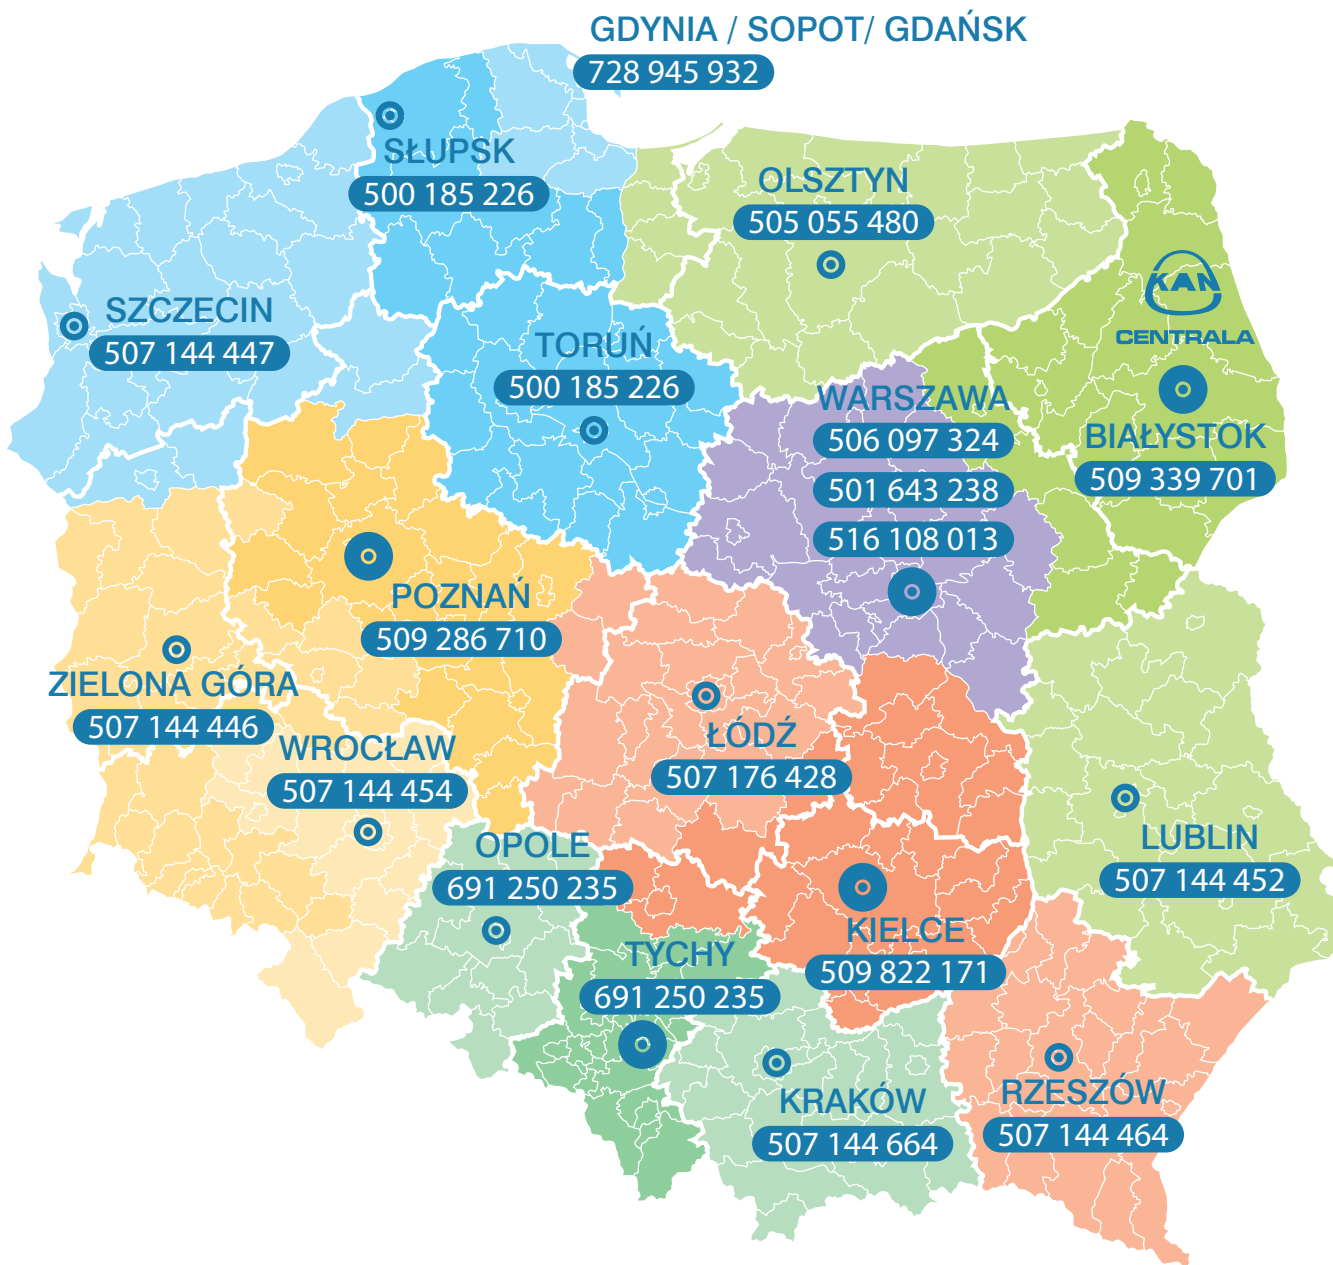 GDYNIA / SOPOT/ GDAŃSK
728 945 932
SŁUPSK
500 185 226
OLSZTYN
505 055 480
KAN
CENTRALA
SZCZECIN
507 144 447
TORUŃ
500 185 226
WARSZAWA
506 097 324
501 643 238
516 108 013
BIAŁYSTOK
509 339 701
POZNAŃ
509 286 710
ZIELONA GÓRA
507 144 446
WROCŁAW
507 144 454
ŁÓDŹ
507 176 428
OPOLE
691 250 235
LUBLIN
507 144 452
KIELCE
509 822 171
TYCHY
691 250 235
KRAKÓW
507 144 664
RZESZÓW
507 144 464